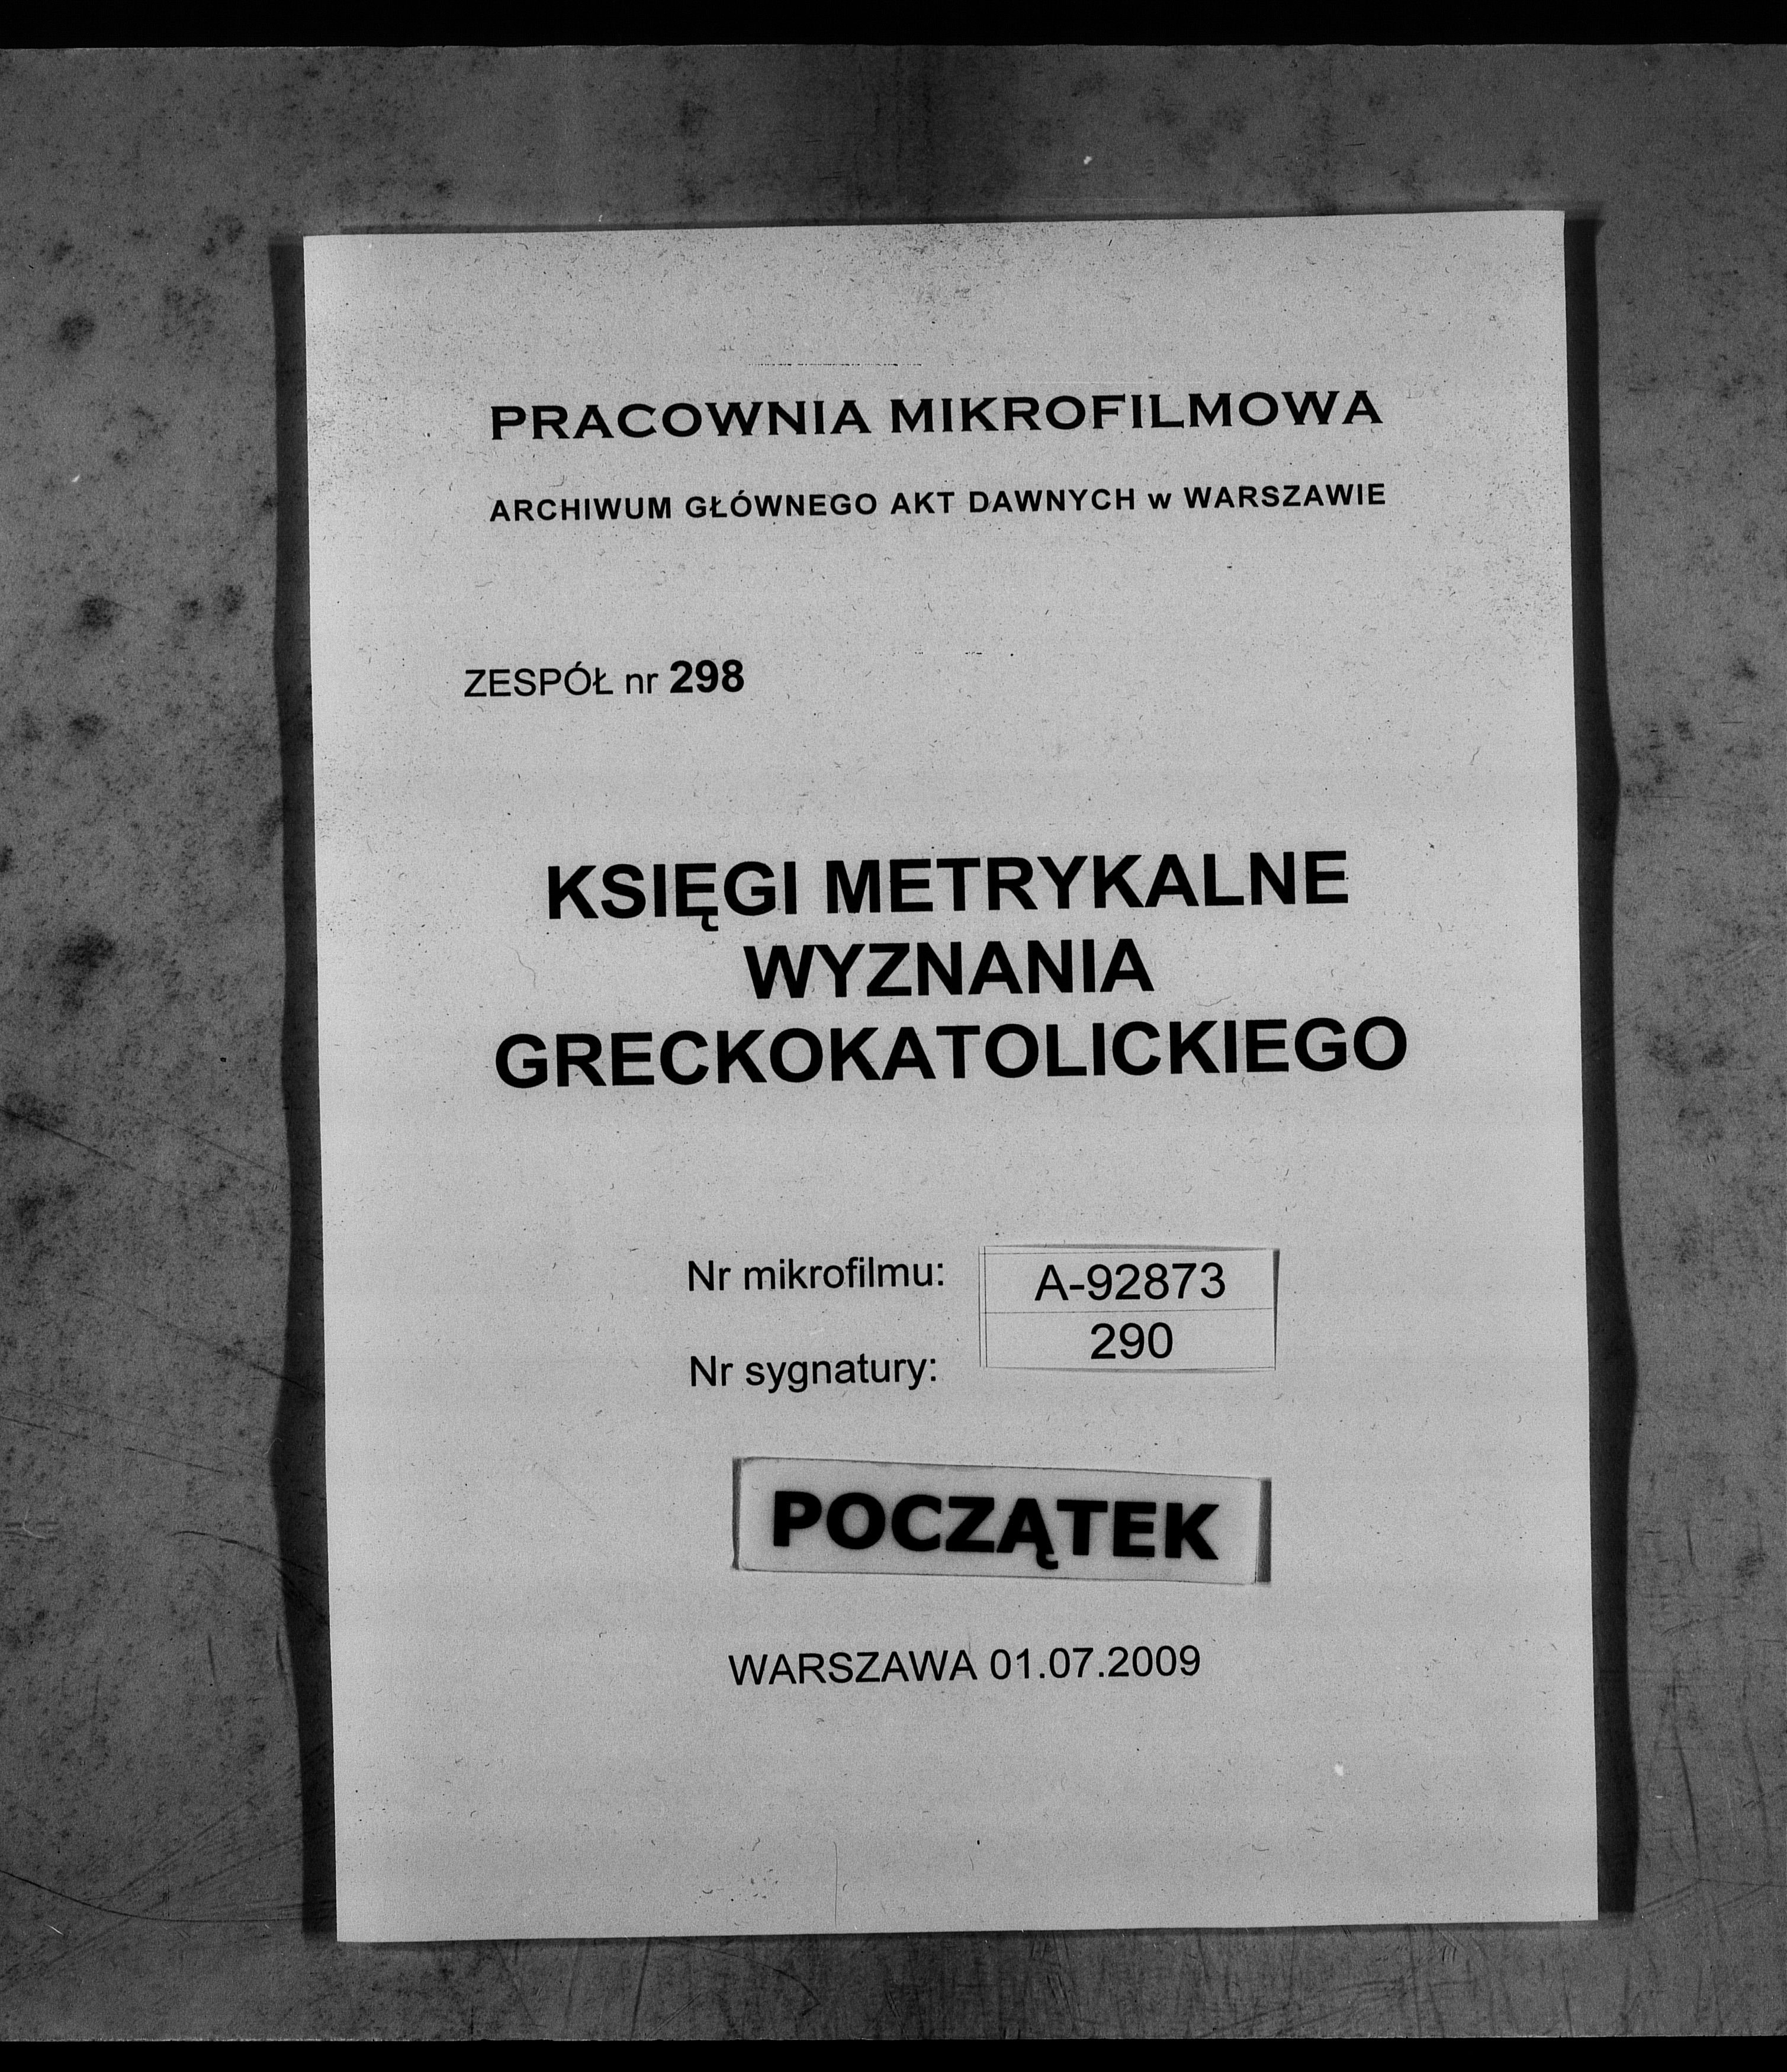 PRACOWNIA MIKROFILMOWA
ARCHIWUM GŁÓWNEGO AKT DAWNYCH w WARSZAWIE
ZESPÓŁ nr 298
KSIĘGI METRYKALNE
WYZNANIA
GRECKOKATOLICKIEGO
Nr mikrofilmu: A-92873
Nr sygnatury: 290
POCZĄTEK
WARSZAWA 01.07.2009